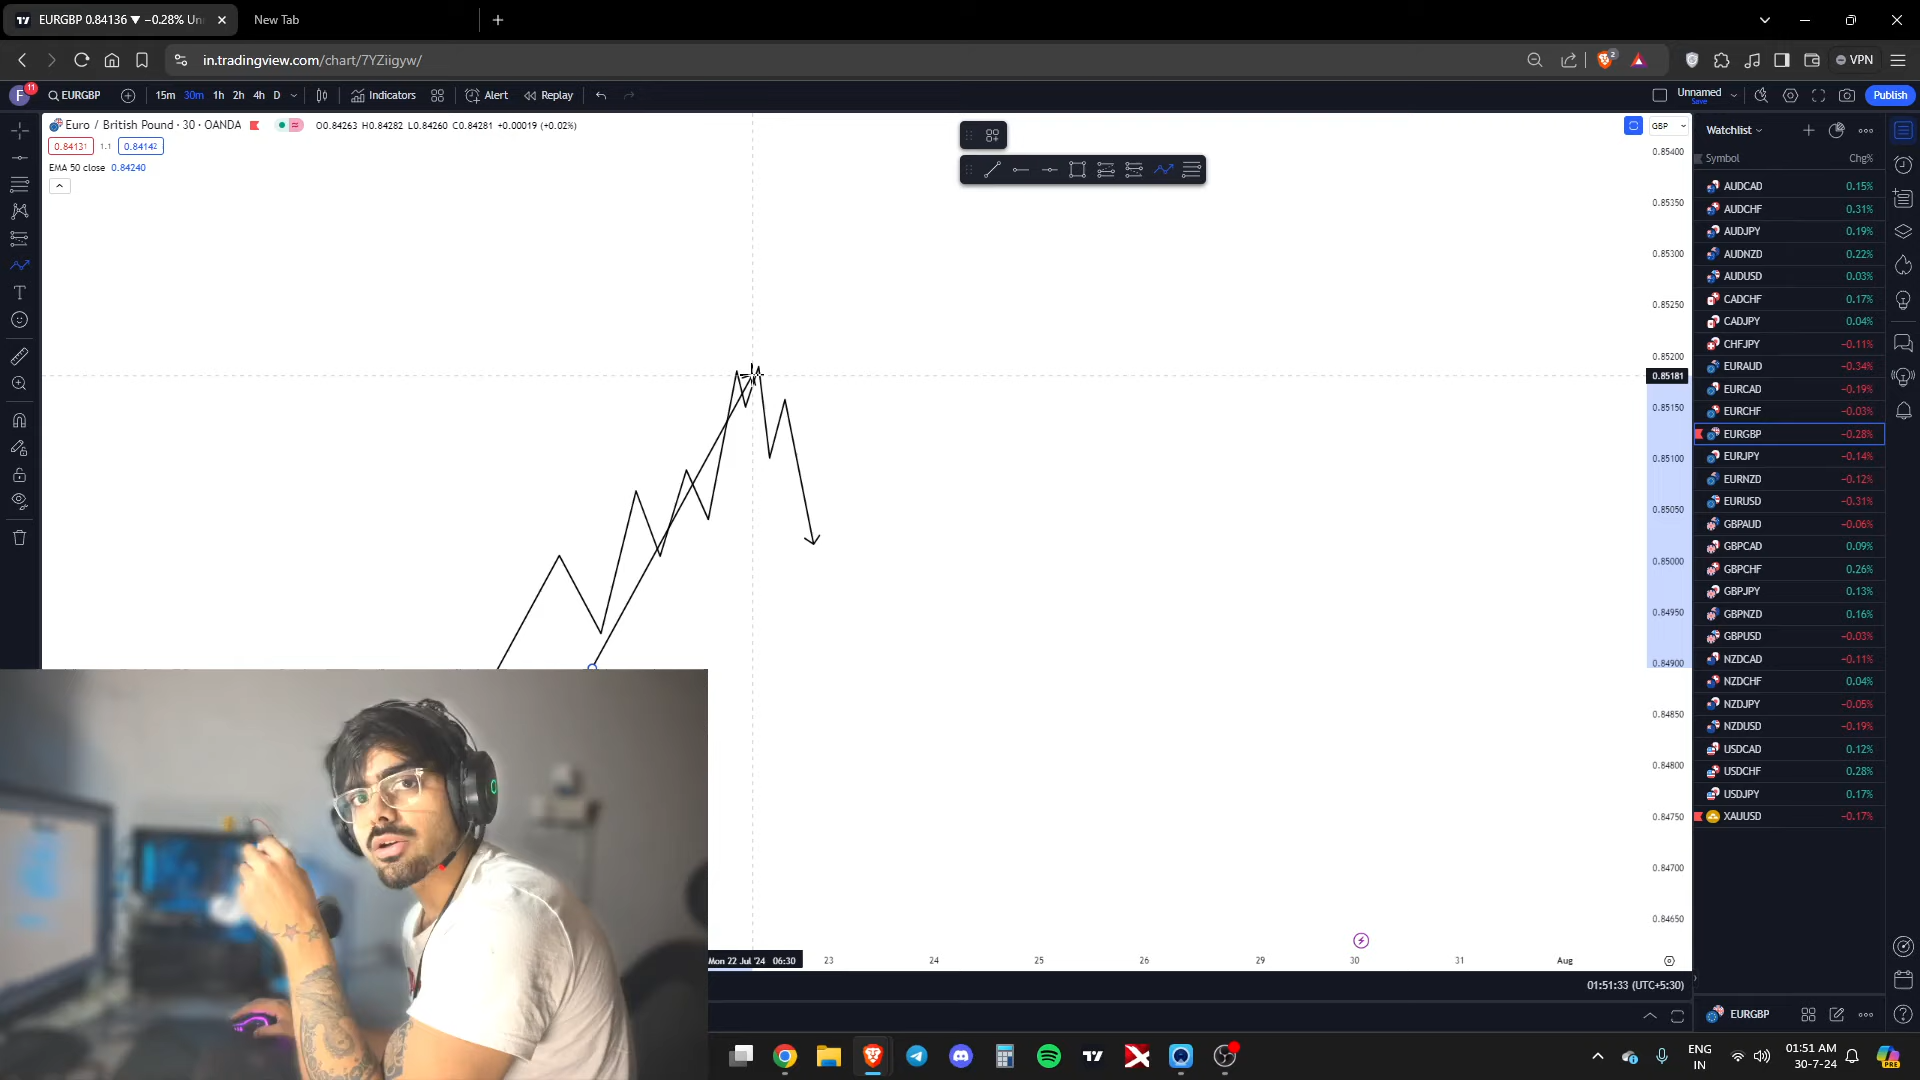 EURGBP 0.84136 ▼ −0.28% Un
New Tab
in.tradingview.com/chart/7YZiigyw/
2
VPN
F
11
EURGBP
15m 30m 1h 2h 4h D
Indicators
Alert
Replay
Unnamed
Save
Publish
Euro / British Pound · 30 · OANDA
O0.84263 H0.84282 L0.84260 C0.84281 +0.00019 (+0.02%)
0.84131
1.1
0.84142
EMA 50 close 0.84240
GBP
0.85400
0.85350
0.85300
0.85250
0.85200
0.85181
0.85150
0.85100
0.85050
0.85000
0.84950
0.84900
0.84850
0.84800
0.84750
0.84700
0.84650
Mon 22 Jul '24 06:30
23
24
25
26
29
30
31
Aug
01:51:33 (UTC+5:30)
Watchlist
Symbol Chg%
AUDCAD 0.15%
AUDCHF 0.31%
AUDJPY 0.19%
AUDNZD 0.22%
AUDUSD 0.03%
CADCHF 0.17%
CADJPY 0.04%
CHFJPY −0.11%
EURAUD −0.34%
EURCAD −0.19%
EURCHF −0.03%
EURGBP −0.28%
EURJPY −0.14%
EURNZD −0.12%
EURUSD −0.31%
GBPAUD −0.06%
GBPCAD 0.09%
GBPCHF 0.26%
GBPJPY 0.13%
GBPNZD 0.16%
GBPUSD −0.03%
NZDCAD −0.11%
NZDCHF 0.04%
NZDJPY −0.05%
NZDUSD −0.19%
USDCAD 0.12%
USDCHF 0.28%
USDJPY 0.17%
XAUUSD −0.17%
EURGBP
ENG
IN
01:51 AM
30-7-24
PRE